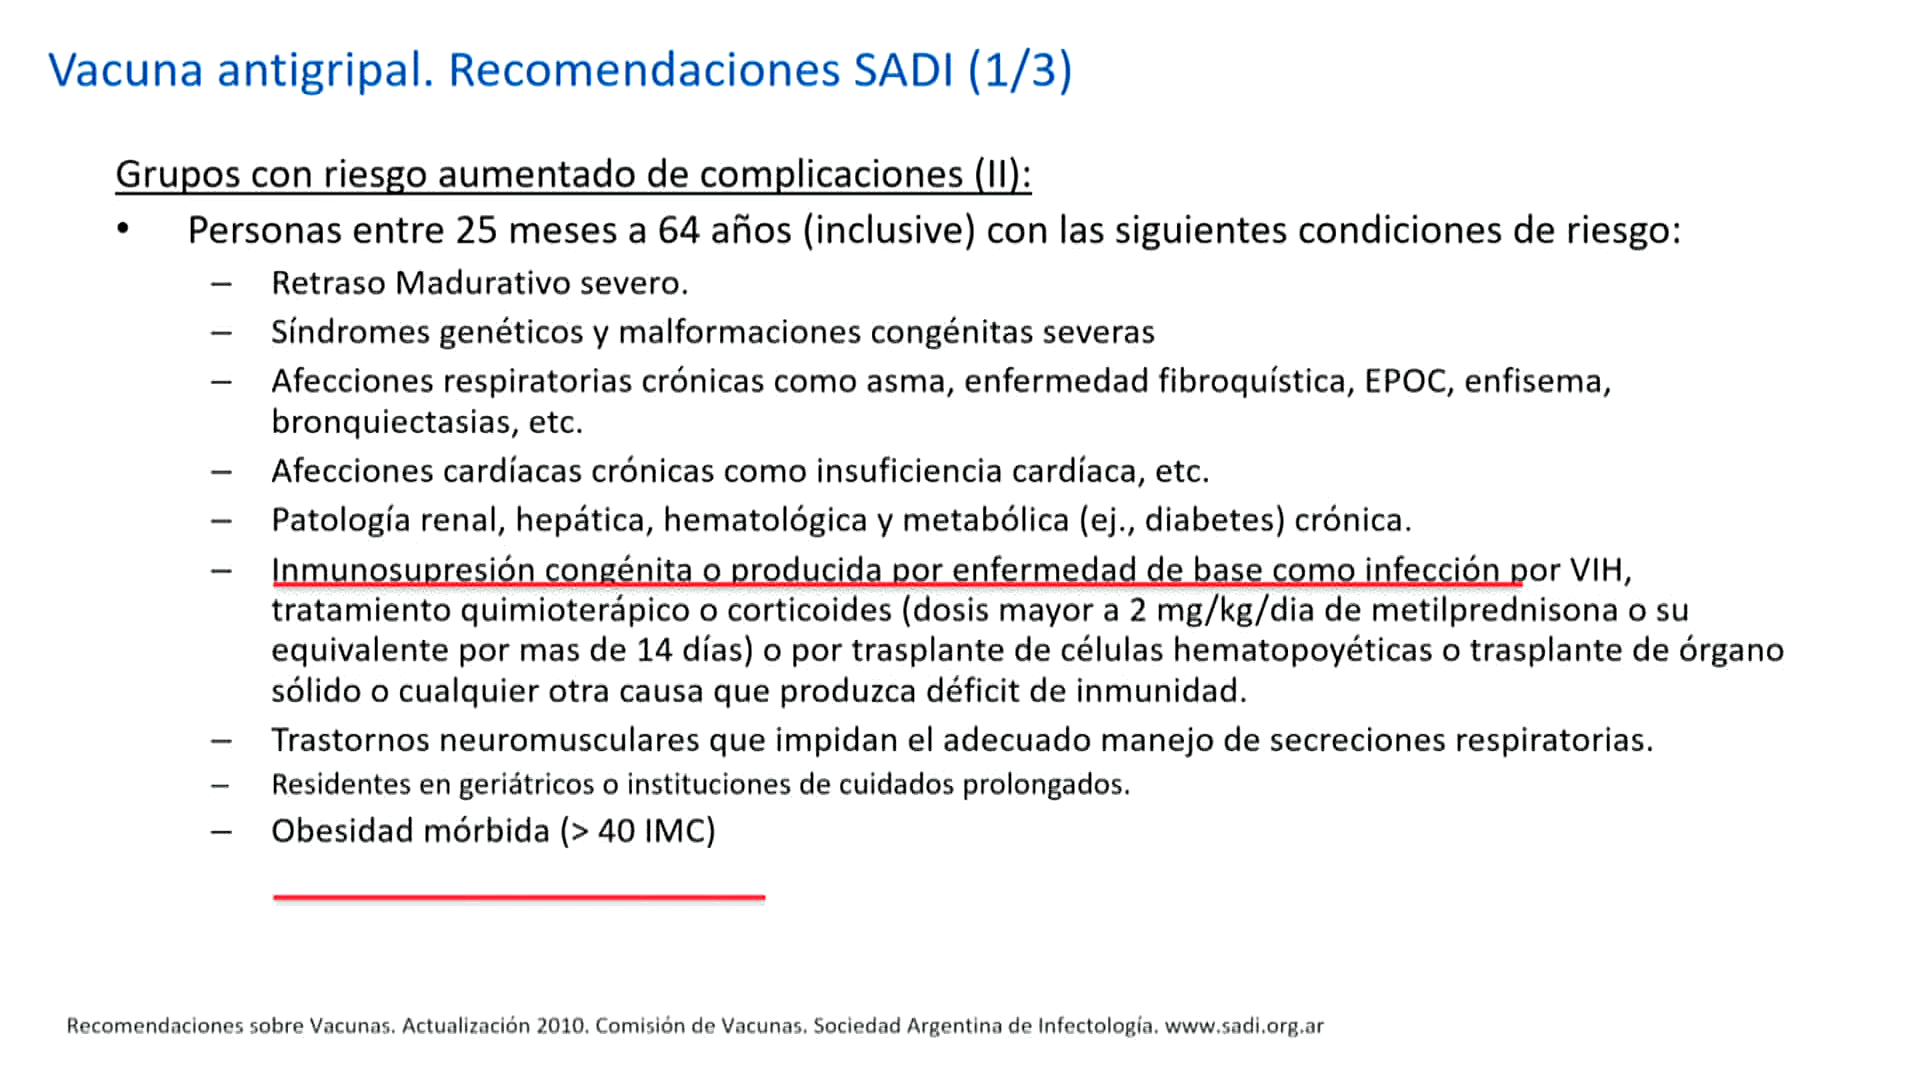 Vacuna antigripal. Recomendaciones SADI (1/3)
Grupos con riesgo aumentado de complicaciones (II):
• Personas entre 25 meses a 64 años (inclusive) con las siguientes condiciones de riesgo:
– Retraso Madurativo severo.
– Síndromes genéticos y malformaciones congénitas severas
– Afecciones respiratorias crónicas como asma, enfermedad fibroquística, EPOC, enfisema,
bronquiectasias, etc.
– Afecciones cardíacas crónicas como insuficiencia cardíaca, etc.
– Patología renal, hepática, hematológica y metabólica (ej., diabetes) crónica.
– Inmunosupresión congénita o producida por enfermedad de base como infección por VIH,
tratamiento quimioterápico o corticoides (dosis mayor a 2 mg/kg/dia de metilprednisona o su
equivalente por mas de 14 días) o por trasplante de células hematopoyéticas o trasplante de órgano
sólido o cualquier otra causa que produzca déficit de inmunidad.
– Trastornos neuromusculares que impidan el adecuado manejo de secreciones respiratorias.
– Residentes en geriátricos o instituciones de cuidados prolongados.
– Obesidad mórbida (> 40 IMC)
Recomendaciones sobre Vacunas. Actualización 2010. Comisión de Vacunas. Sociedad Argentina de Infectología. www.sadi.org.ar